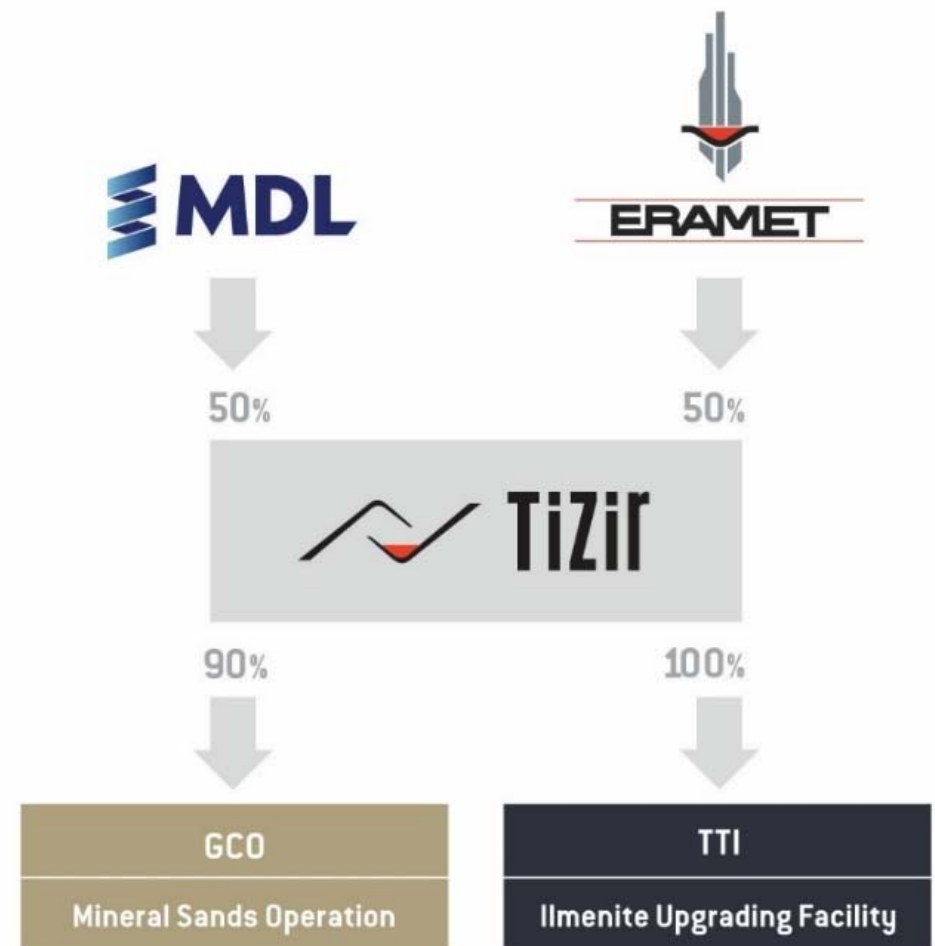 MDL
ERAMET
50%
50%
TiZir
90%
100%
GCO
TTI
Mineral Sands Operation
Ilmenite Upgrading Facility